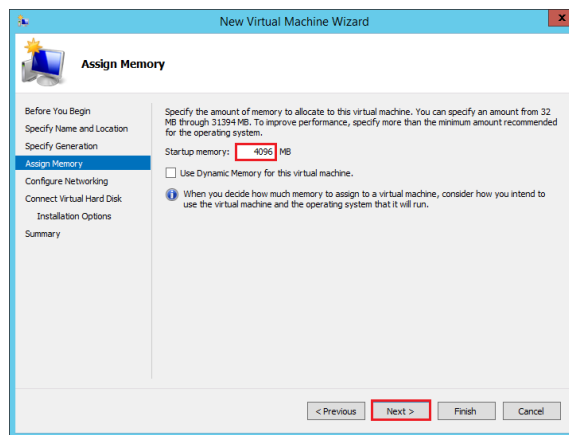 New Virtual Machine Wizard
x
Assign Memory
Before You Begin
Specify Name and Location
Specify Generation
Assign Memory
Configure Networking
Connect Virtual Hard Disk
Installation Options
Summary
Specify the amount of memory to allocate to this virtual machine. You can specify an amount from 32
MB through 31394 MB. To improve performance, specify more than the minimum amount recommended
for the operating system.
Startup memory: 4096 MB
Use Dynamic Memory for this virtual machine.
When you decide how much memory to assign to a virtual machine, consider how you intend to
use the virtual machine and the operating system that it will run.
< Previous Next > Finish Cancel